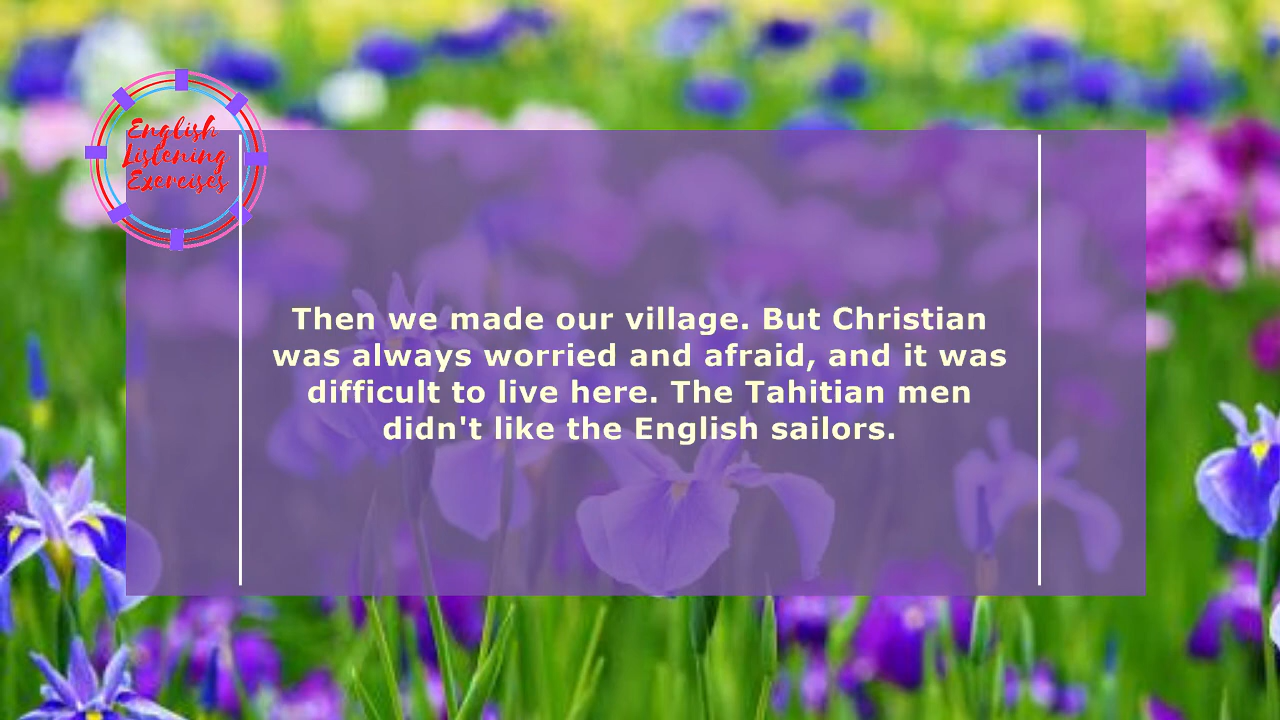 English
Listening
Exercises
Then we made our village. But Christian
was always worried and afraid, and it was
difficult to live here. The Tahitian men
didn't like the English sailors.